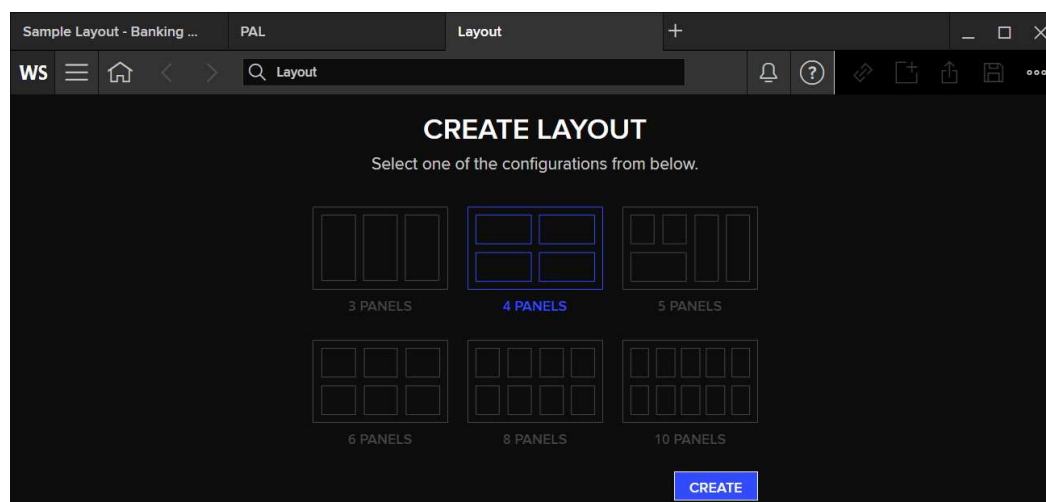 Sample Layout - Banking ... PAL Layout +
WS Layout ?
CREATE LAYOUT
Select one of the configurations from below.
3 PANELS 4 PANELS 5 PANELS
6 PANELS 8 PANELS 10 PANELS
CREATE